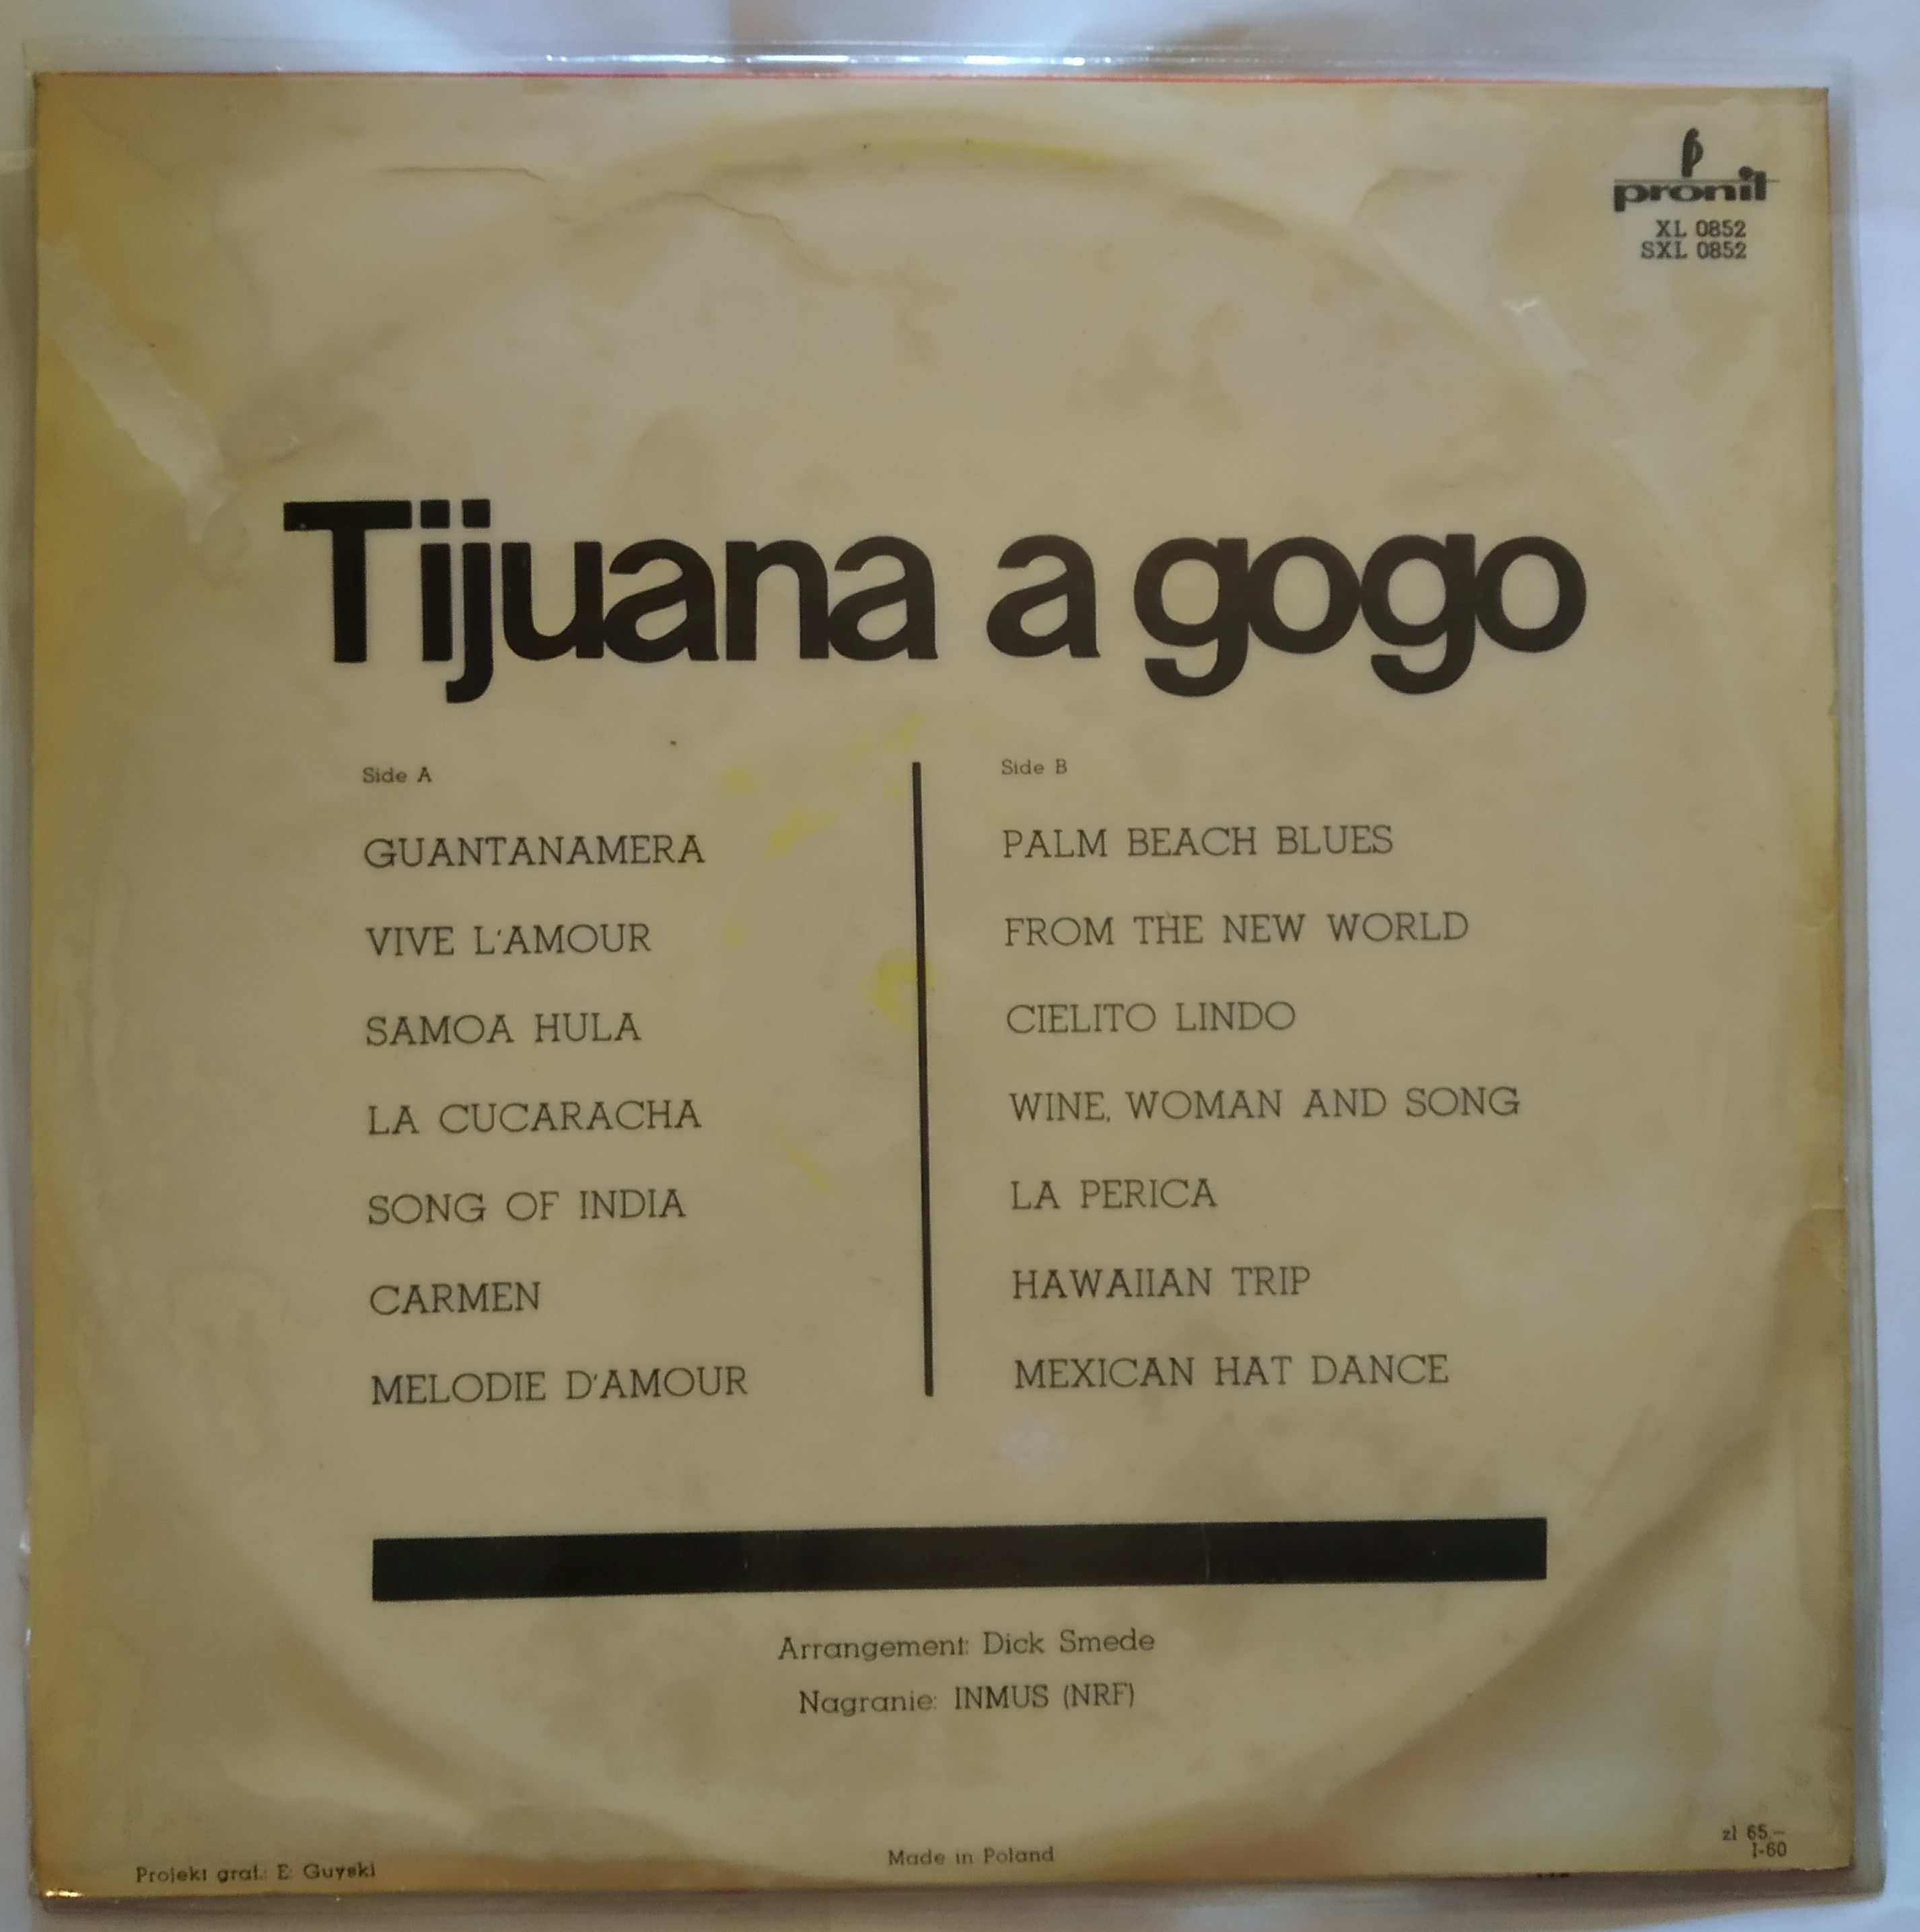 pronit
XL 0852
SXL 0852
Tijuana a gogo
Side A
GUANTANAMERA
VIVE L'AMOUR
SAMOA HULA
LA CUCARACHA
SONG OF INDIA
CARMEN
MELODIE D'AMOUR
Side B
PALM BEACH BLUES
FROM THE NEW WORLD
CIELITO LINDO
WINE, WOMAN AND SONG
LA PERICA
HAWAIIAN TRIP
MEXICAN HAT DANCE
Arrangement: Dick Smede
Nagranie: INMUS (NRF)
Projekt graf.: E. Guyski
Made in Poland
zł 65.—
I-60